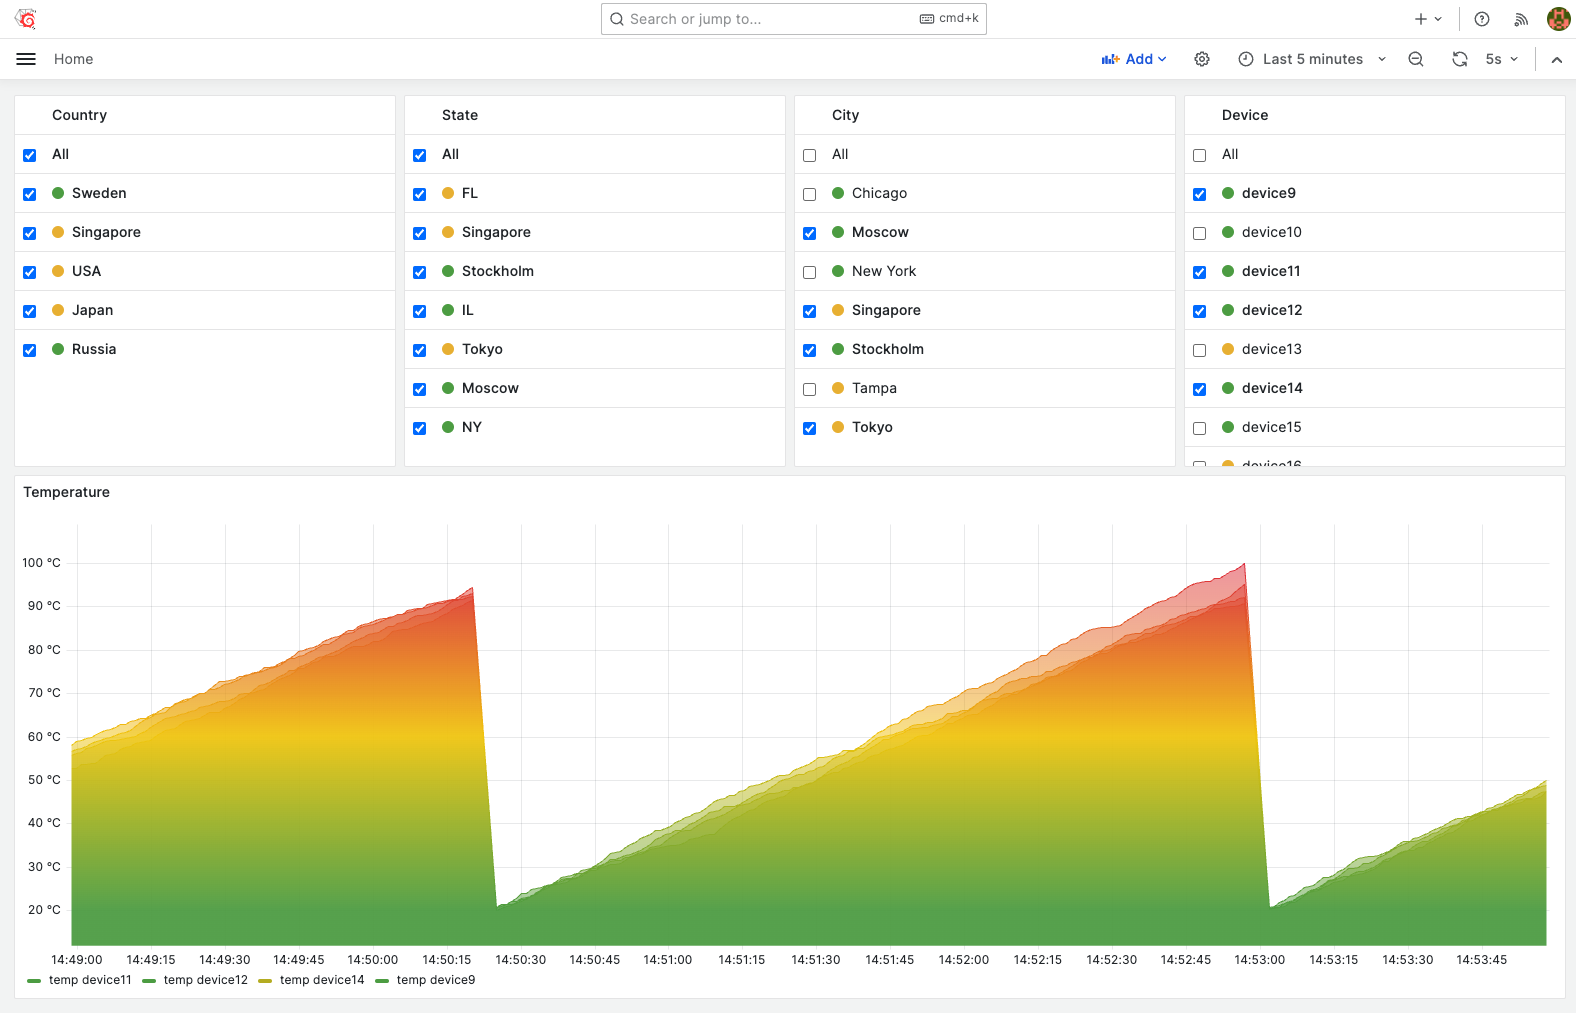 Search or jump to...
cmd+k
Home
Add
Last 5 minutes
5s
Country
All
Sweden
Singapore
USA
Japan
Russia
State
All
FL
Singapore
Stockholm
IL
Tokyo
Moscow
NY
City
All
Chicago
Moscow
New York
Singapore
Stockholm
Tampa
Tokyo
Device
All
device9
device10
device11
device12
device13
device14
device15
device16
Temperature
100 °C
90 °C
80 °C
70 °C
60 °C
50 °C
40 °C
30 °C
20 °C
14:49:00 14:49:15 14:49:30 14:49:45 14:50:00 14:50:15 14:50:30 14:50:45 14:51:00 14:51:15 14:51:30 14:51:45 14:52:00 14:52:15 14:52:30 14:52:45 14:53:00 14:53:15 14:53:30 14:53:45
temp device11 temp device12 temp device14 temp device9